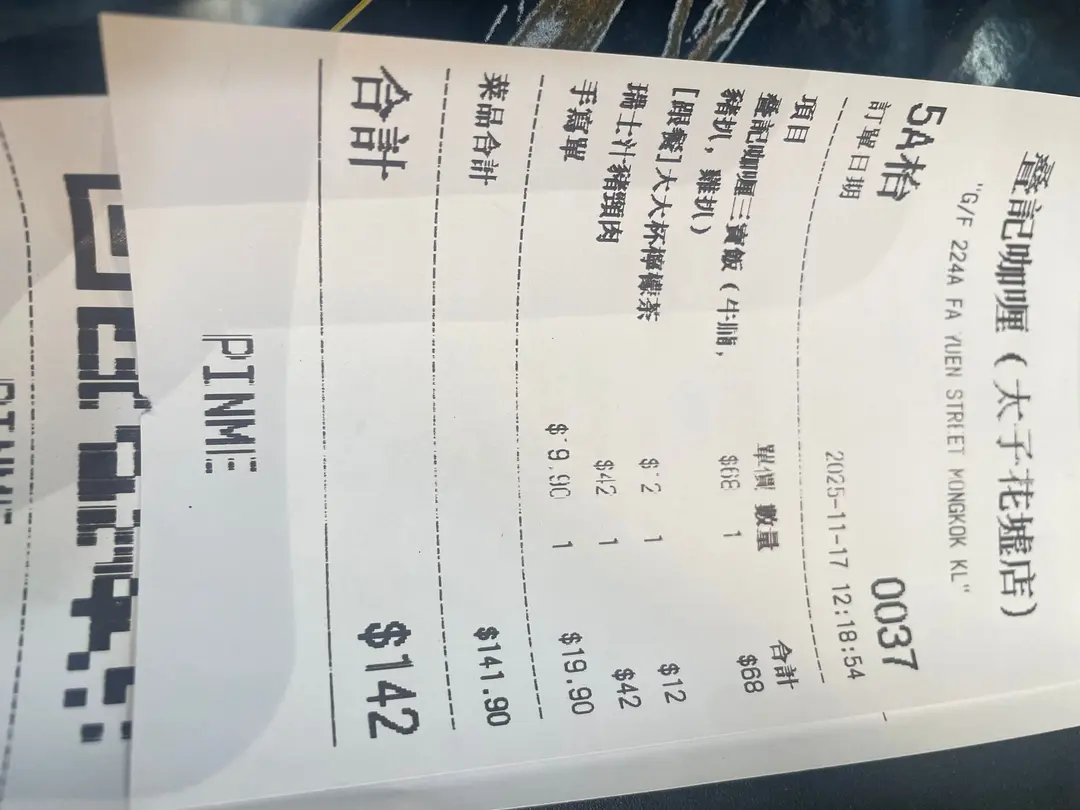 疊記咖喱（太子花墟店）
"G/F 224A FA YUEN STREET MONGKOK KL"
5A枱 0037
訂單日期 2025-11-17 12:18:54
項目 單價 數量 合計
疊記咖喱三寶飯（牛腩， $68 1 $68
豬扒，雞扒）
[跟餐]大大杯檸檬茶 $12 1 $12
瑞士汁豬頸肉 $42 1 $42
手寫單 $19.90 1 $19.90
菜品合計 $141.90
合計 $142
PINME